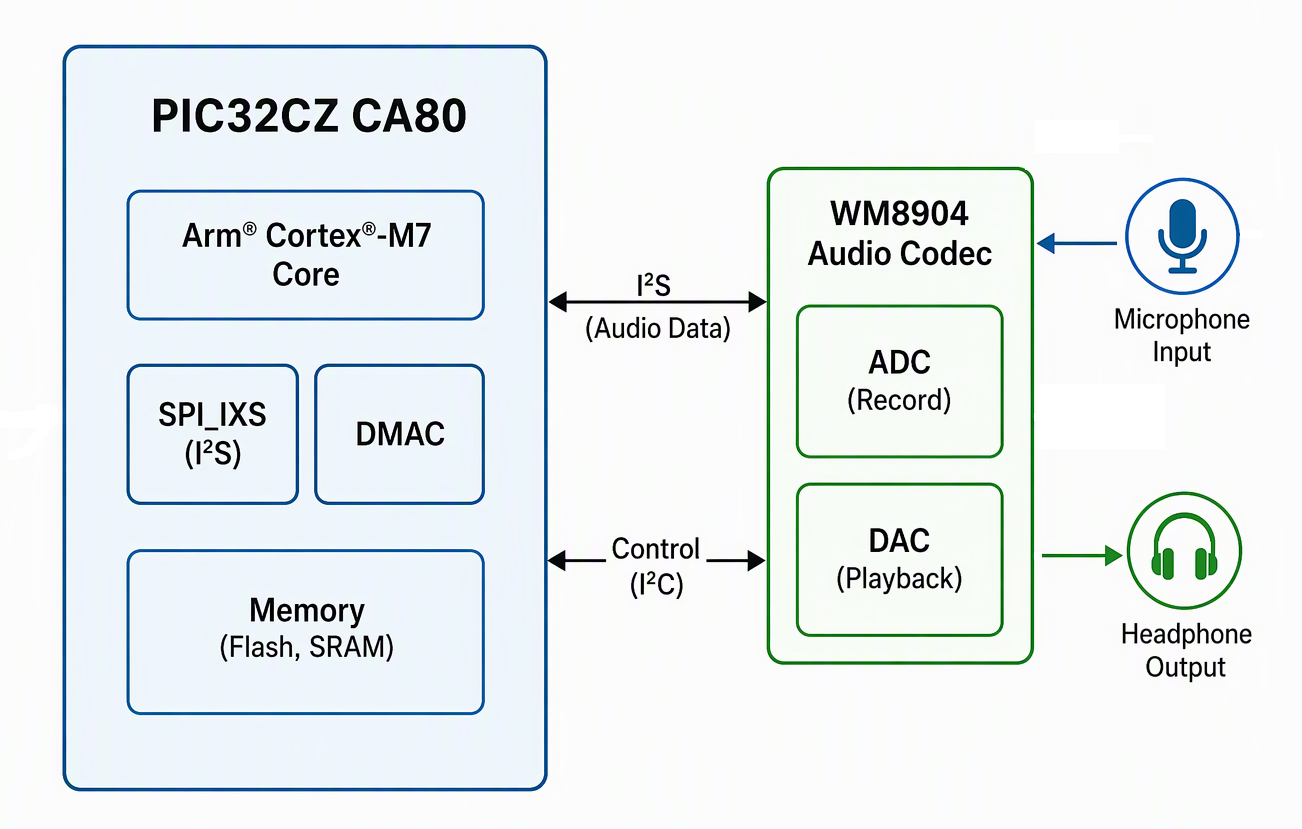 PIC32CZ CA80
Arm® Cortex®-M7
Core
SPI_IXS
(I²S)
DMAC
Memory
(Flash, SRAM)
I²S
(Audio Data)
Control
(I²C)
WM8904
Audio Codec
ADC
(Record)
DAC
(Playback)
Microphone
Input
Headphone
Output